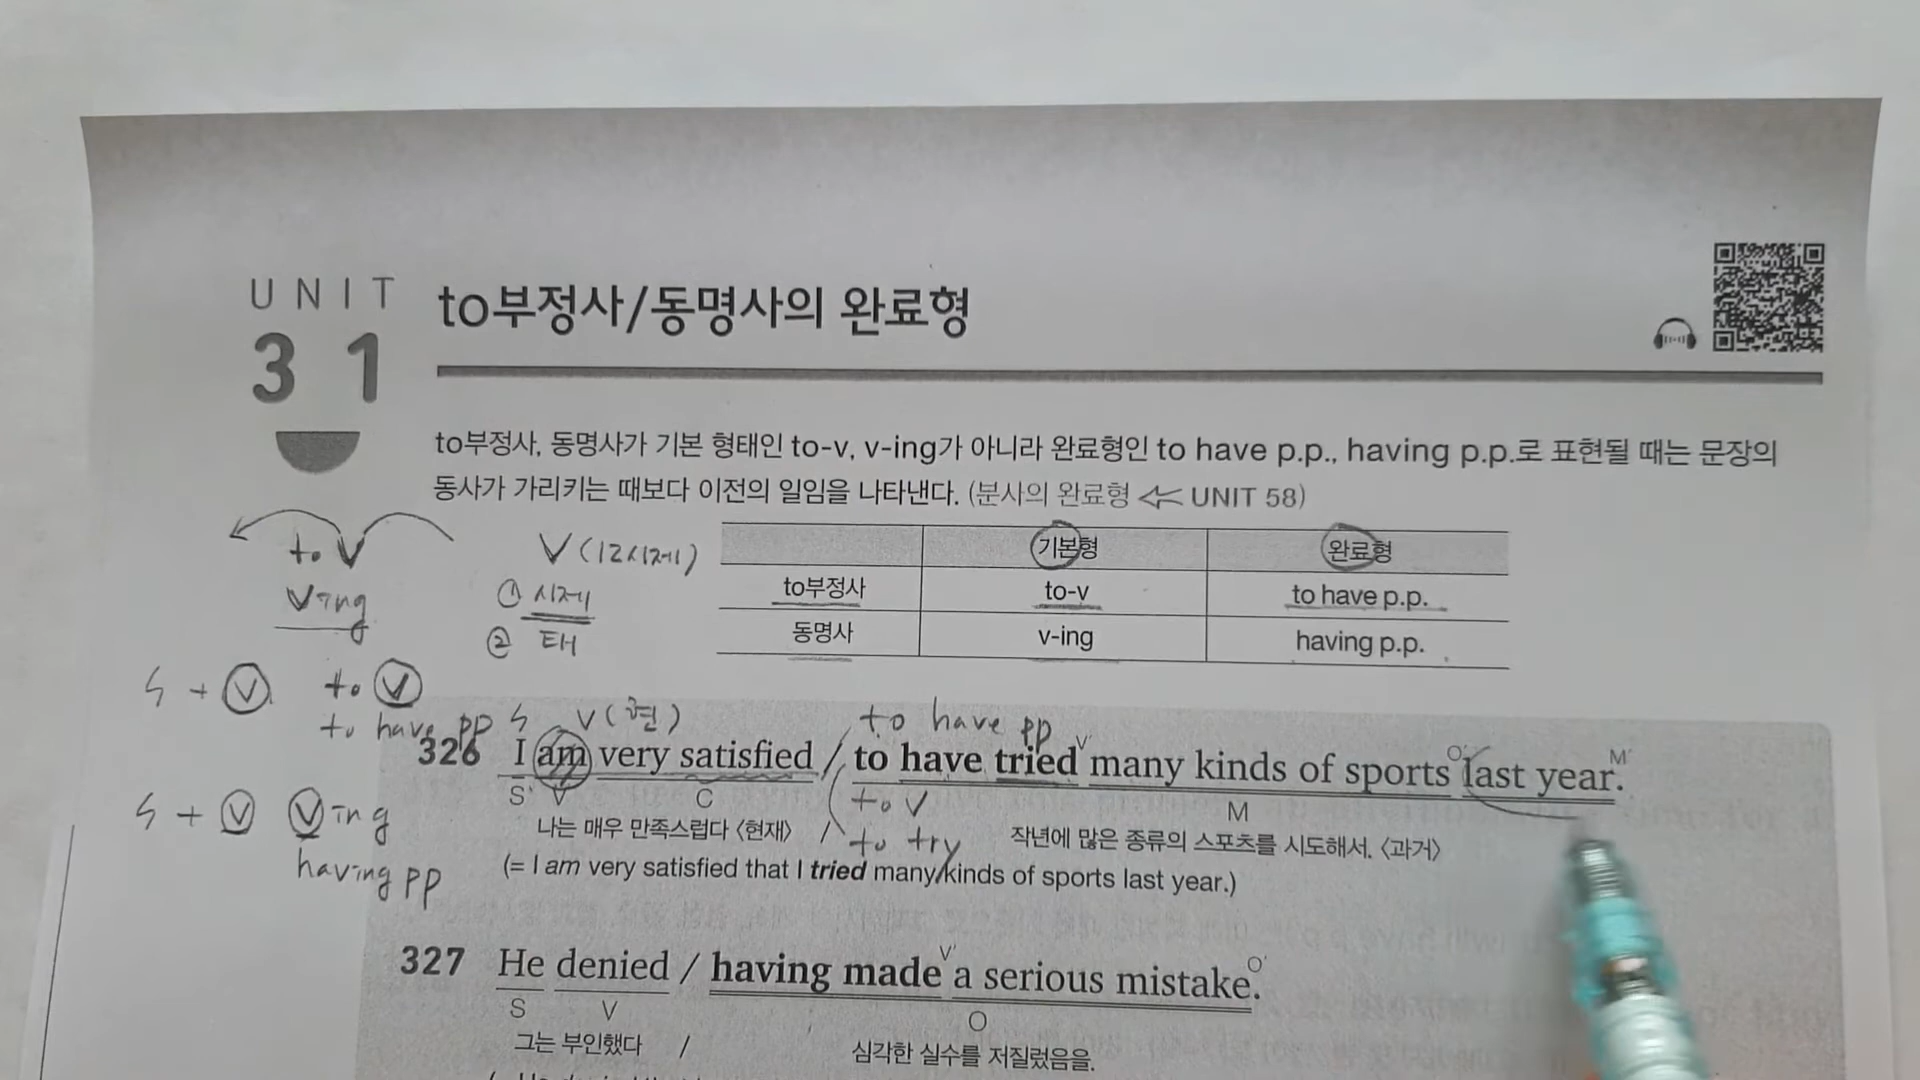 UNIT
31
to부정사/동명사의 완료형
to부정사, 동명사가 기본 형태인 to-v, v-ing가 아니라 완료형인 to have p.p., having p.p.로 표현될 때는 문장의
동사가 가리키는 때보다 이전의 일임을 나타낸다. (분사의 완료형 UNIT 58)
to V
Ving
V (12시제)
① 시제
② 태
기본형 완료형
to부정사 to-v to have p.p.
동명사 v-ing having p.p.
S + V to V
to have pp
S V (현) to have pp
326 I am very satisfied / to have tried V′ many kinds of sports O′ last year. M′
S V C M
to V
나는 매우 만족스럽다 〈현재〉 / to try 작년에 많은 종류의 스포츠를 시도해서. 〈과거〉
(= I am very satisfied that I tried many kinds of sports last year.)
S + V Ving
having pp
327 He denied / having made V′ a serious mistake. O′
S V O
그는 부인했다 / 심각한 실수를 저질렀음을.